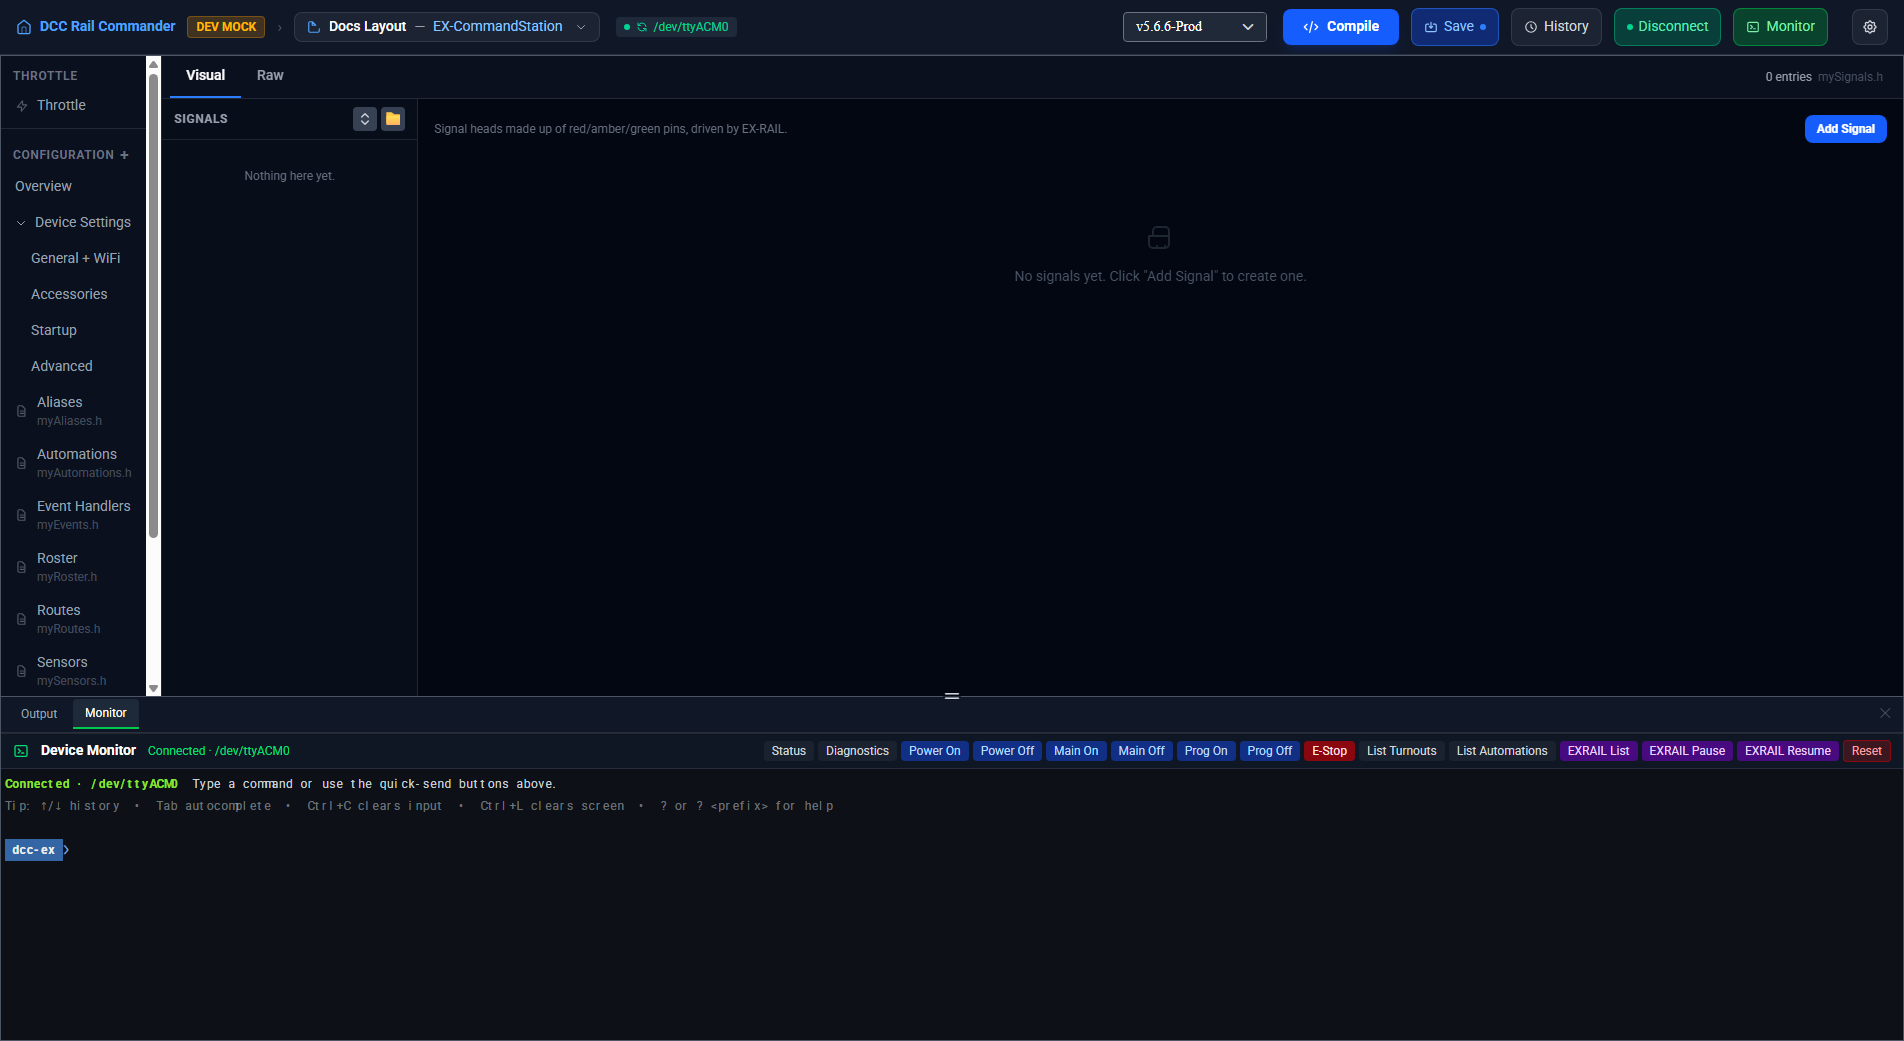 DCC Rail Commander DEV MOCK › Docs Layout — EX-CommandStation /dev/ttyACM0 v5.6.6-Prod Compile Save History Disconnect Monitor
THROTTLE
Throttle
CONFIGURATION +
Overview
Device Settings
General + WiFi
Accessories
Startup
Advanced
Aliases
myAliases.h
Automations
myAutomations.h
Event Handlers
myEvents.h
Roster
myRoster.h
Routes
myRoutes.h
Sensors
mySensors.h
Visual Raw 0 entries mySignals.h
SIGNALS
Nothing here yet.
Signal heads made up of red/amber/green pins, driven by EX-RAIL. Add Signal
No signals yet. Click "Add Signal" to create one.
Output Monitor
Device Monitor Connected · /dev/ttyACM0 Status Diagnostics Power On Power Off Main On Main Off Prog On Prog Off E-Stop List Turnouts List Automations EXRAIL List EXRAIL Pause EXRAIL Resume Reset
Connected · /dev/ttyACM0 Type a command or use the quick-send buttons above.
Tip: ↑/↓ history • Tab autocomplete • Ctrl+C clears input • Ctrl+L clears screen • ? or ? <prefix> for help
dcc-ex ❯